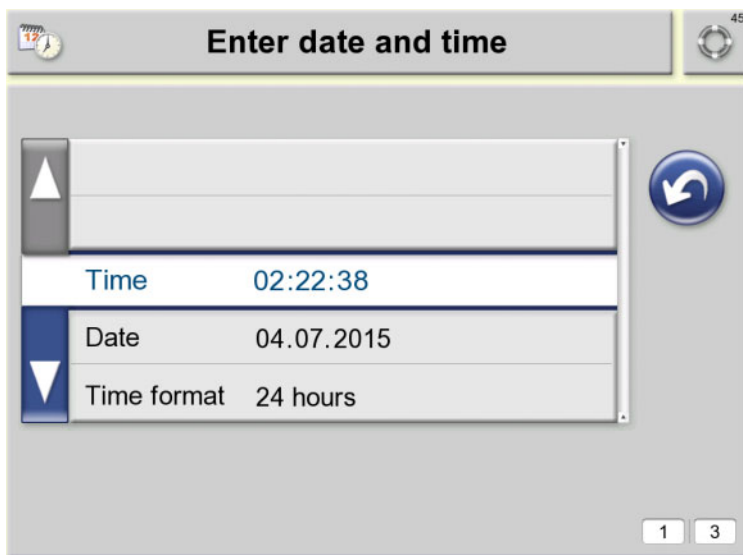 12
Enter date and time
45
Time 02:22:38
Date 04.07.2015
Time format 24 hours
1 3